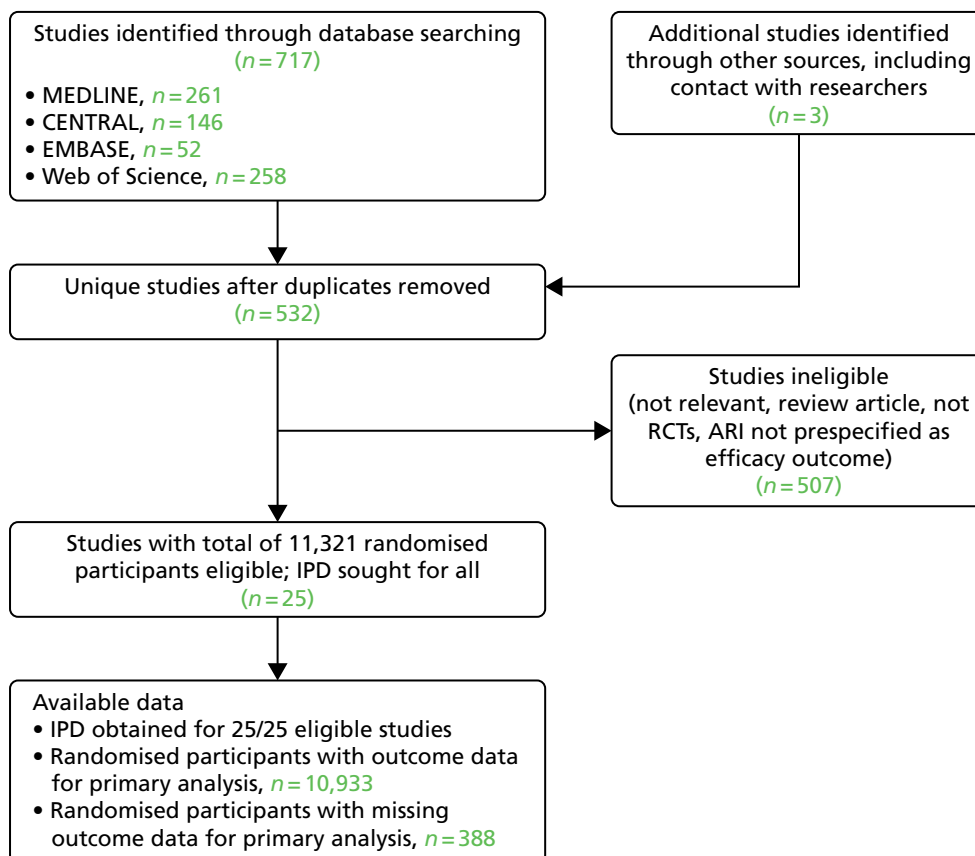 Studies identified through database searching
(n=717)
• MEDLINE, n=261
• CENTRAL, n=146
• EMBASE, n=52
• Web of Science, n=258
Additional studies identified
through other sources, including
contact with researchers
(n=3)
Unique studies after duplicates removed
(n=532)
Studies ineligible
(not relevant, review article, not
RCTs, ARI not prespecified as
efficacy outcome)
(n=507)
Studies with total of 11,321 randomised
participants eligible; IPD sought for all
(n=25)
Available data
• IPD obtained for 25/25 eligible studies
• Randomised participants with outcome data
for primary analysis, n=10,933
• Randomised participants with missing
outcome data for primary analysis, n=388